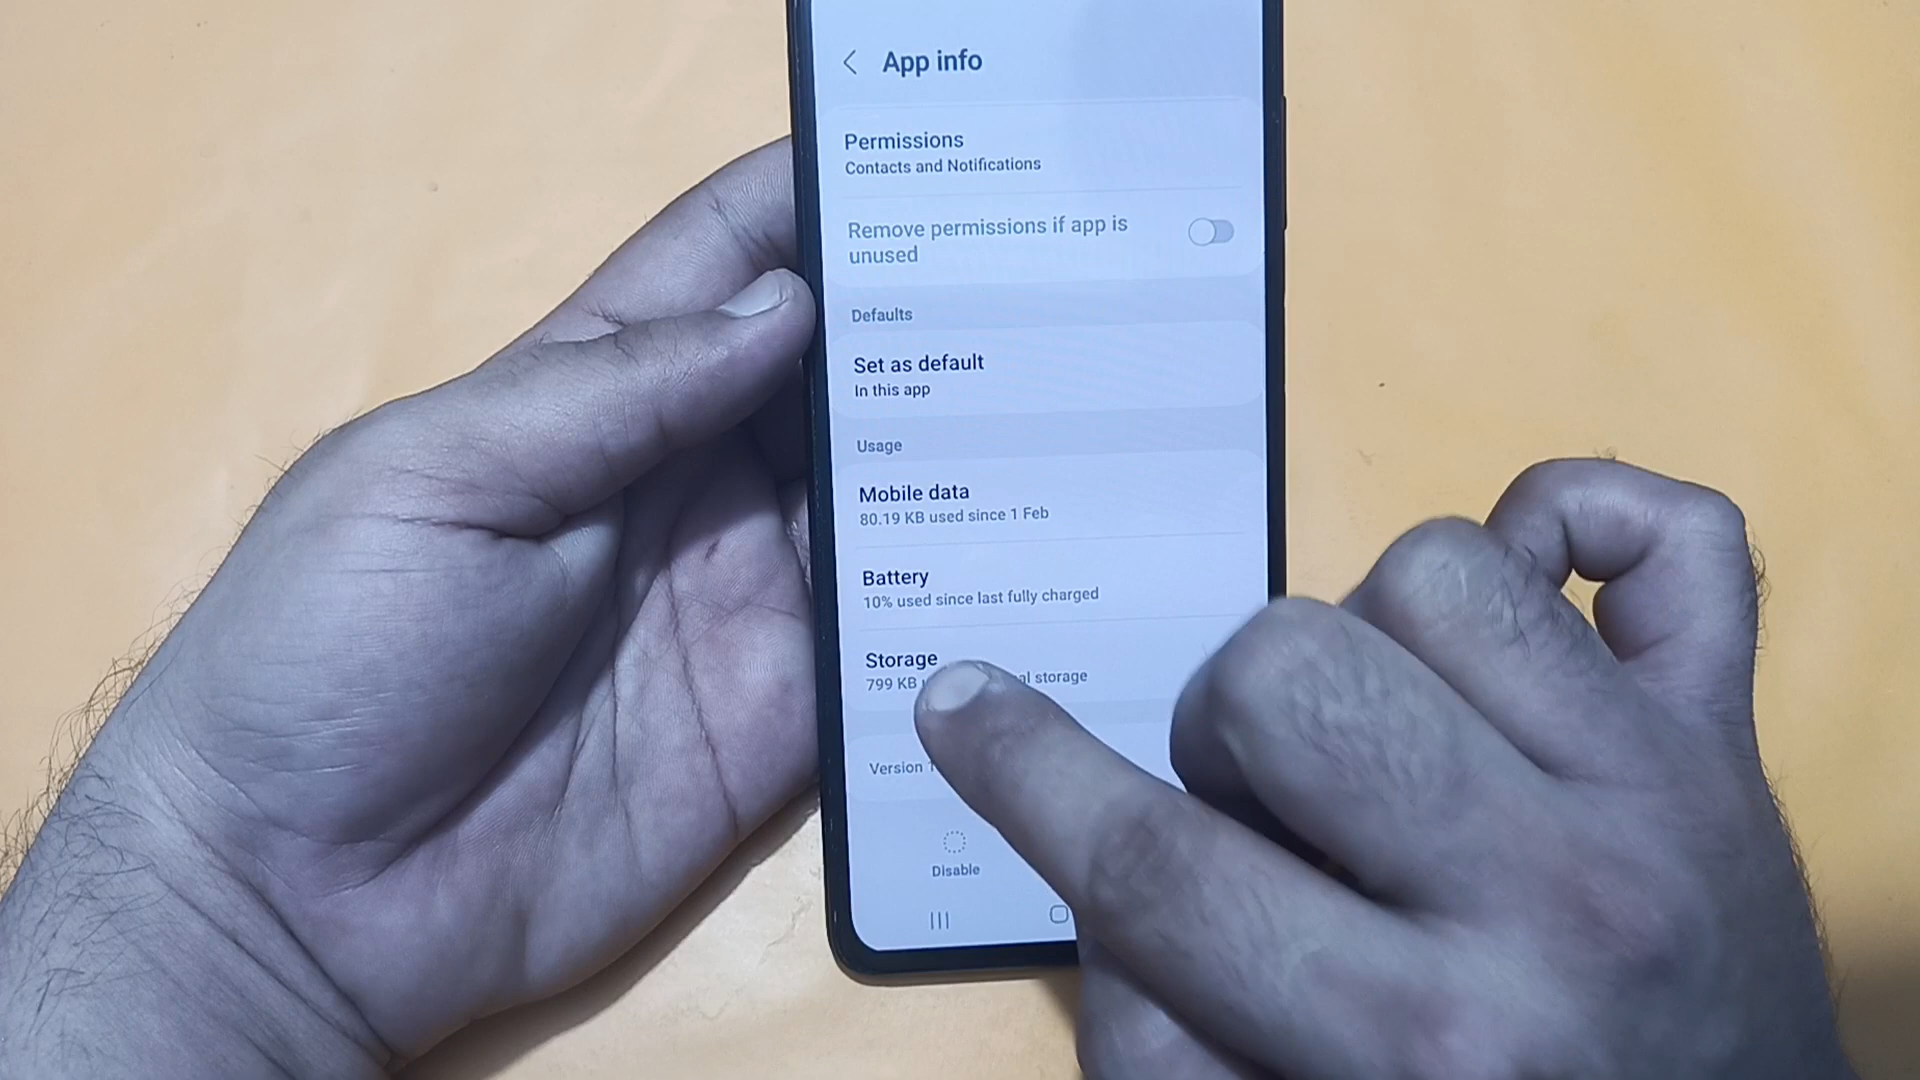 App info
Permissions
Contacts and Notifications
Remove permissions if app is
unused
Defaults
Set as default
In this app
Usage
Mobile data
80.19 KB used since 1 Feb
Battery
10% used since last fully charged
Storage
799 KB storage
Version
Disable